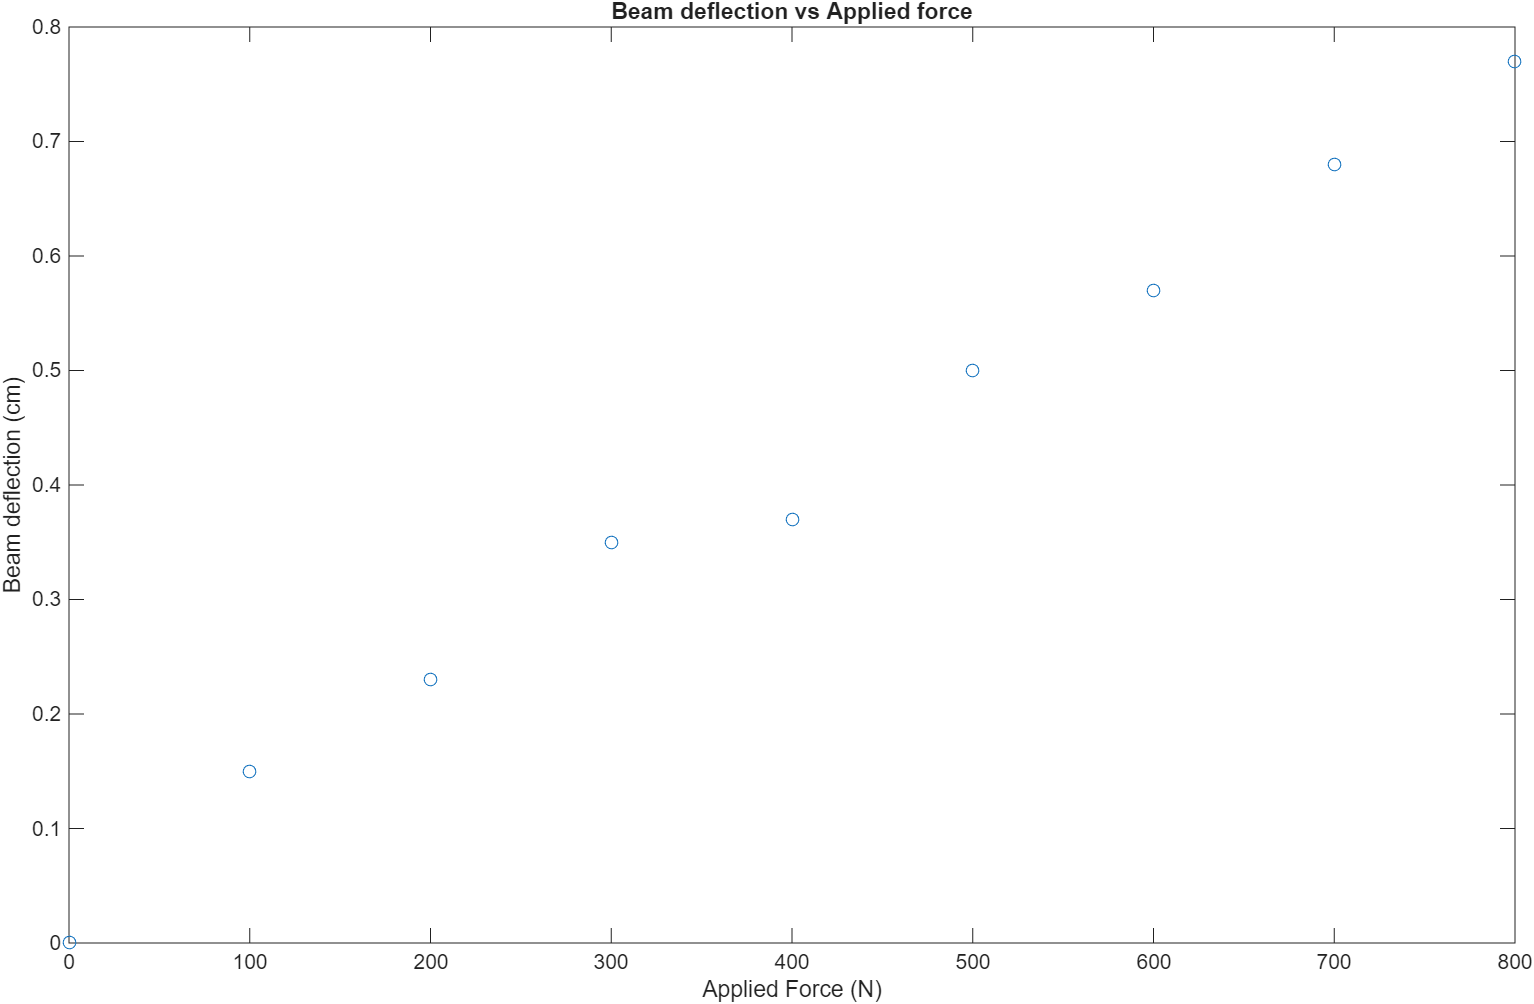 Beam deflection vs Applied force
0.8
0.7
0.6
0.5
0.4
0.3
0.2
0.1
0
Beam deflection (cm)
0 100 200 300 400 500 600 700 800
Applied Force (N)